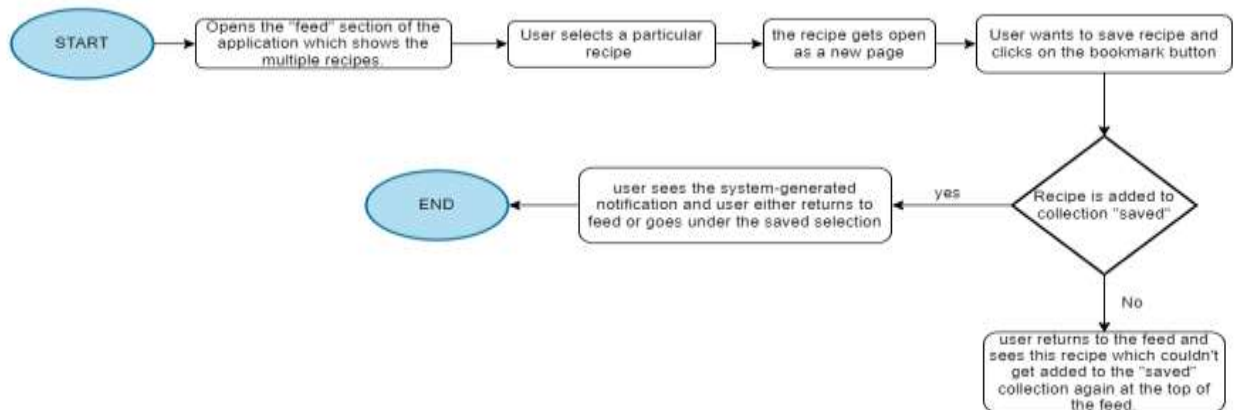 START
Opens the "feed" section of the
application which shows the
multiple recipes.
User selects a particular
recipe
the recipe gets open
as a new page
User wants to save recipe and
clicks on the bookmark button
Recipe is added to
collection "saved"
yes
user sees the system-generated
notification and user either returns to
feed or goes under the saved selection
END
No
user returns to the feed and
sees this recipe which couldn't
get added to the "saved"
collection again at the top of
the feed.